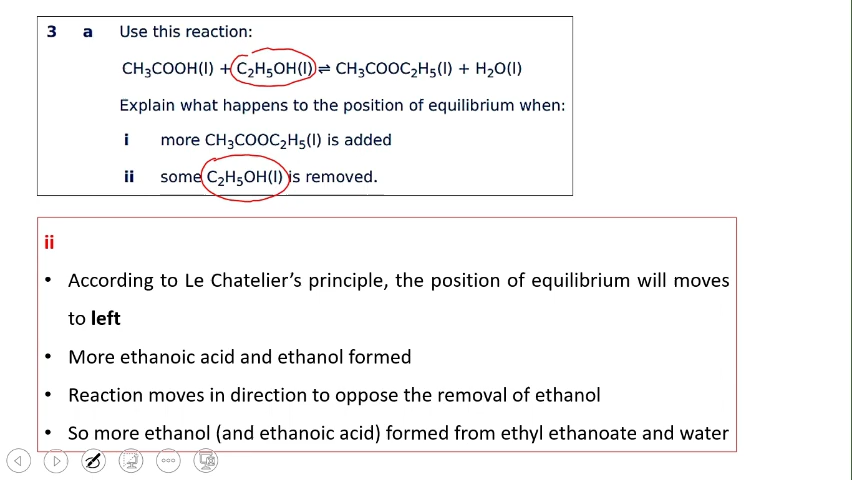 3 a Use this reaction:
CH₃COOH(l) + C₂H₅OH(l) ⇌ CH₃COOC₂H₅(l) + H₂O(l)
Explain what happens to the position of equilibrium when:
i more CH₃COOC₂H₅(l) is added
ii some C₂H₅OH(l) is removed.
ii
• According to Le Chatelier’s principle, the position of equilibrium will moves
to left
• More ethanoic acid and ethanol formed
• Reaction moves in direction to oppose the removal of ethanol
• So more ethanol (and ethanoic acid) formed from ethyl ethanoate and water